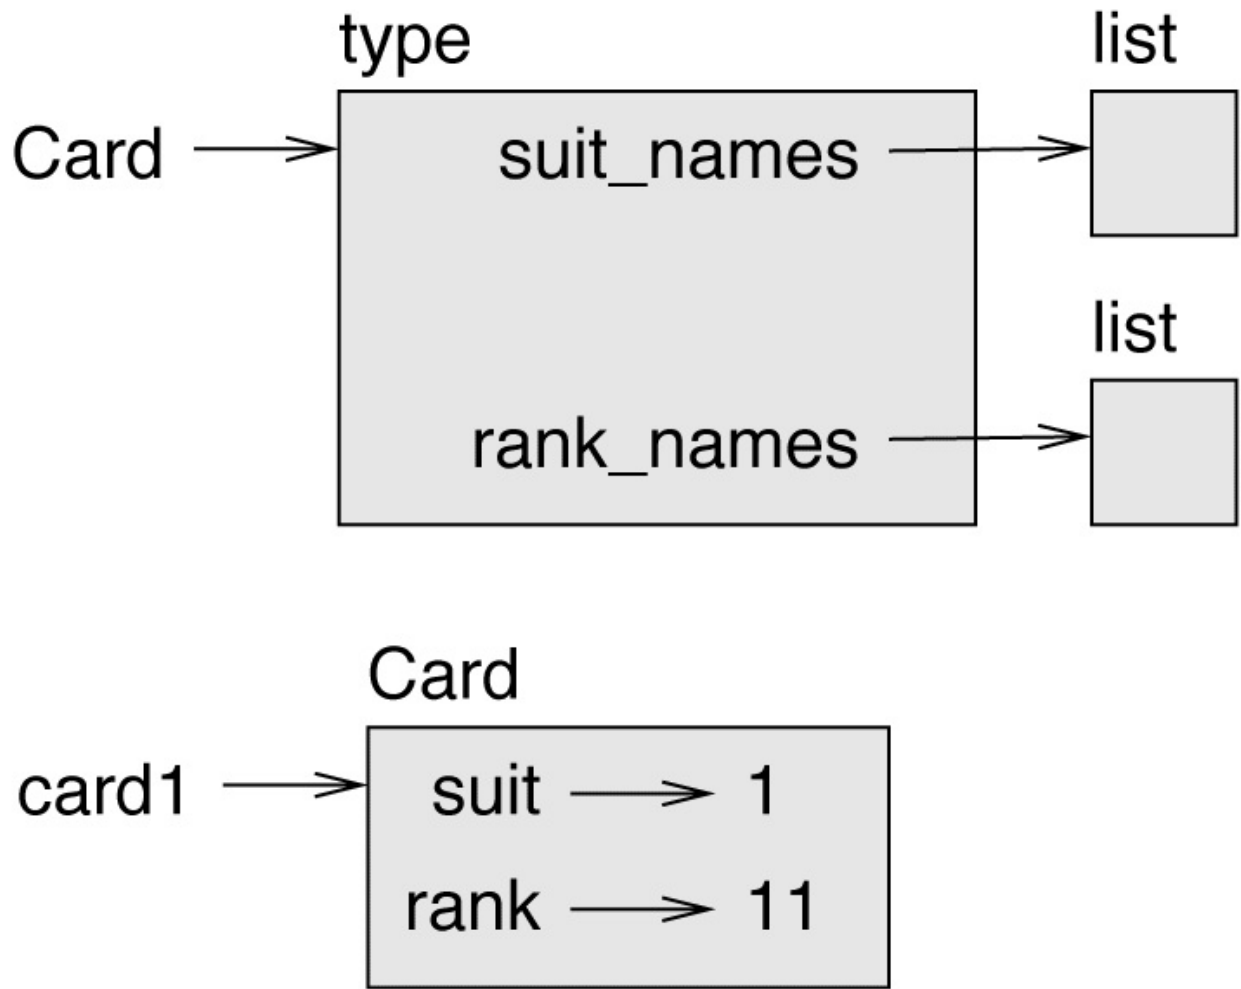 type
list
Card
suit_names
list
rank_names
Card
card1
suit
1
rank
11